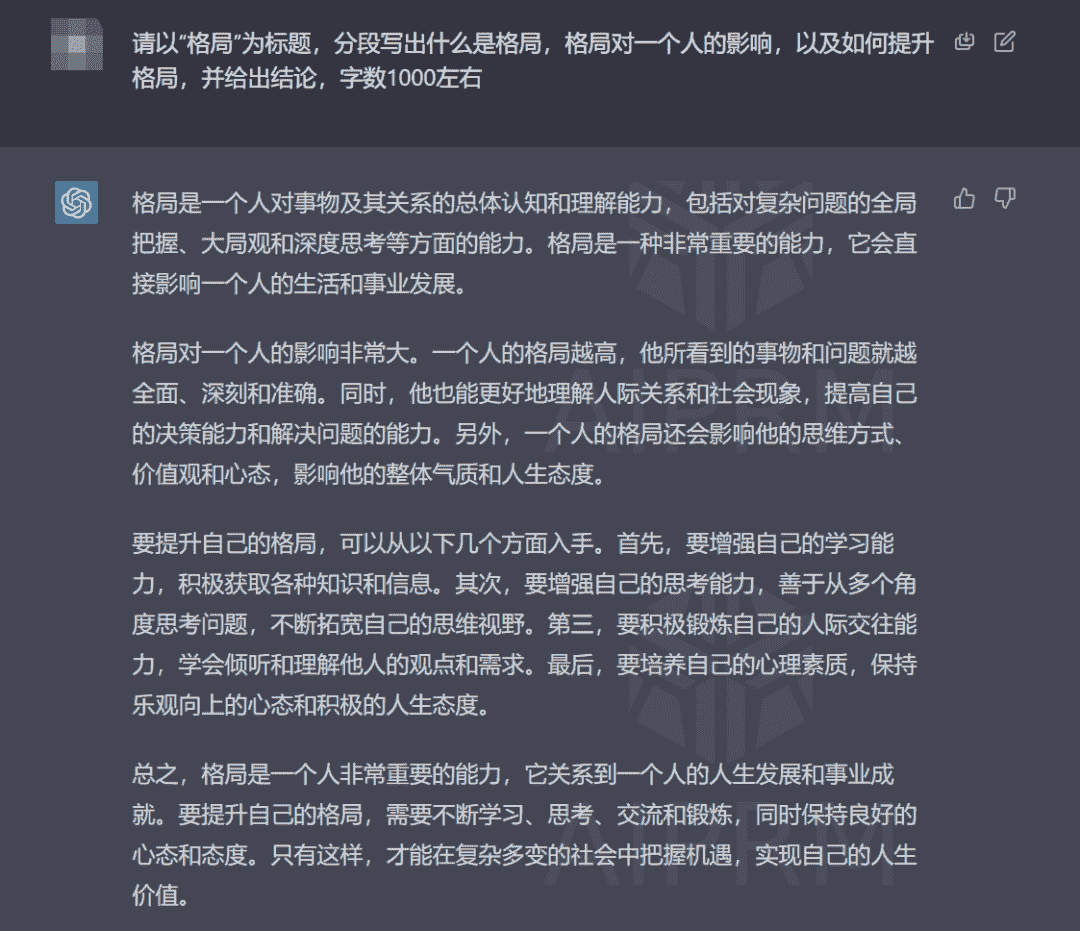 请以“格局”为标题，分段写出什么是格局，格局对一个人的影响，以及如何提升
格局，并给出结论，字数1000左右
格局是一个人对事物及其关系的总体认知和理解能力，包括对复杂问题的全局
把握、大局观和深度思考等方面的能力。格局是一种非常重要的能力，它会直
接影响一个人的生活和事业发展。
格局对一个人的影响非常大。一个人的格局越高，他所看到的事物和问题就越
全面、深刻和准确。同时，他也能更好地理解人际关系和社会现象，提高自己
的决策能力和解决问题的能力。另外，一个人的格局还会影响他的思维方式、
价值观和心态，影响他的整体气质和人生态度。
要提升自己的格局，可以从以下几个方面入手。首先，要增强自己的学习能
力，积极获取各种知识和信息。其次，要增强自己的思考能力，善于从多个角
度思考问题，不断拓宽自己的思维视野。第三，要积极锻炼自己的人际交往能
力，学会倾听和理解他人的观点和需求。最后，要培养自己的心理素质，保持
乐观向上的心态和积极的人生态度。
总之，格局是一个人非常重要的能力，它关系到一个人的人生发展和事业成
就。要提升自己的格局，需要不断学习、思考、交流和锻炼，同时保持良好的
心态和态度。只有这样，才能在复杂多变的社会中把握机遇，实现自己的人生
价值。
AIPRM
AIPRM